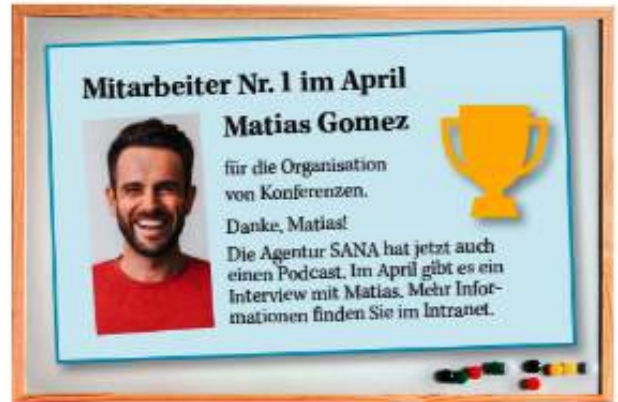 Mitarbeiter Nr. 1 im April
Matias Gomez
für die Organisation
von Konferenzen.
Danke, Matias!
Die Agentur SANA hat jetzt auch
einen Podcast. Im April gibt es ein
Interview mit Matias. Mehr Infor-
mationen finden Sie im Intranet.